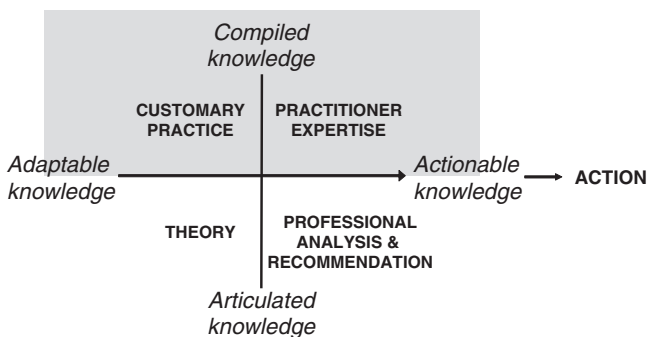 Compiled
knowledge
CUSTOMARY
PRACTICE
PRACTITIONER
EXPERTISE
Adaptable
knowledge
Actionable
knowledge
ACTION
THEORY
PROFESSIONAL
ANALYSIS &
RECOMMENDATION
Articulated
knowledge